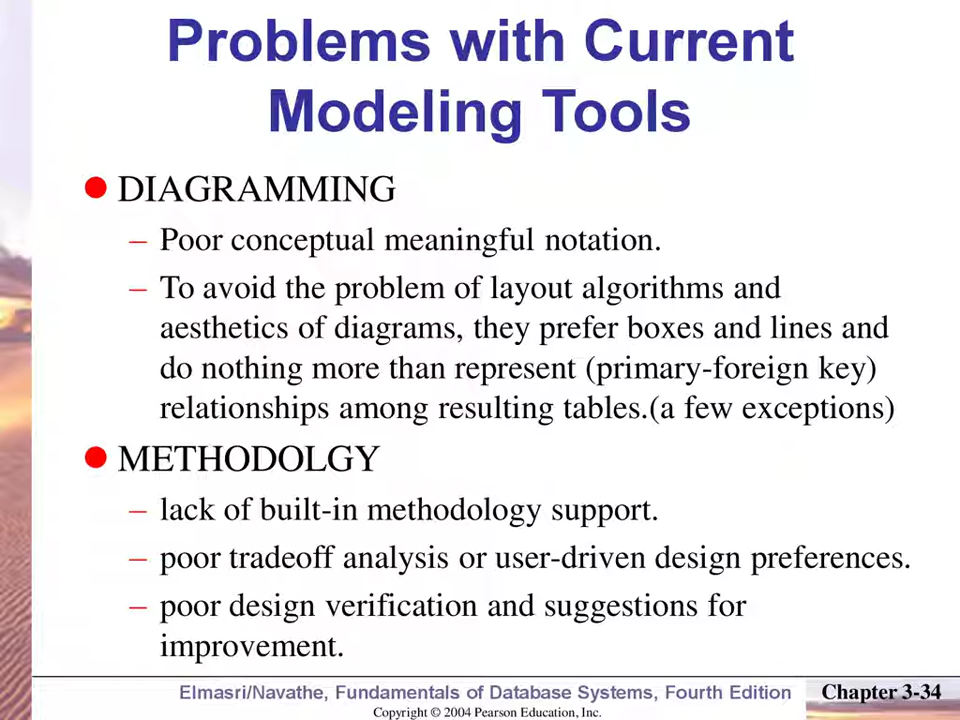 Problems with Current
Modeling Tools
● DIAGRAMMING
– Poor conceptual meaningful notation.
– To avoid the problem of layout algorithms and
aesthetics of diagrams, they prefer boxes and lines and
do nothing more than represent (primary-foreign key)
relationships among resulting tables.(a few exceptions)
● METHODOLGY
– lack of built-in methodology support.
– poor tradeoff analysis or user-driven design preferences.
– poor design verification and suggestions for
improvement.
Elmasri/Navathe, Fundamentals of Database Systems, Fourth Edition Chapter 3-34
Copyright © 2004 Pearson Education, Inc.